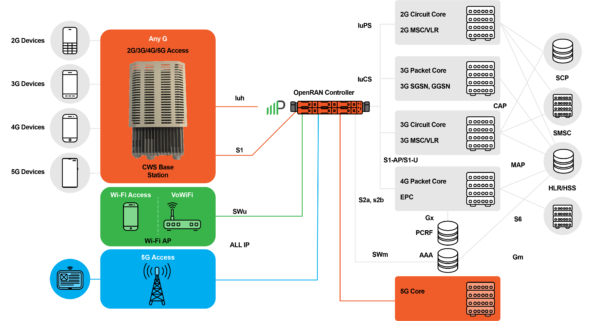 2G Devices
3G Devices
4G Devices
5G Devices
Any G
2G/3G/4G/5G Access
CWS Base
Station
Wi-Fi Access
VoWiFi
Wi-Fi AP
5G Access
Iuh
S1
SWu
ALL IP
P
OpenRAN Controller
IuPS
IuCS
S1-AP/S1-U
S2a, s2b
SWm
2G Circuit Core
2G MSC/VLR
3G Packet Core
3G SGSN, GGSN
3G Circuit Core
3G MSC/VLR
4G Packet Core
EPC
Gx
PCRF
AAA
5G Core
CAP
MAP
S6
Gm
SCP
SMSC
HLR/HSS